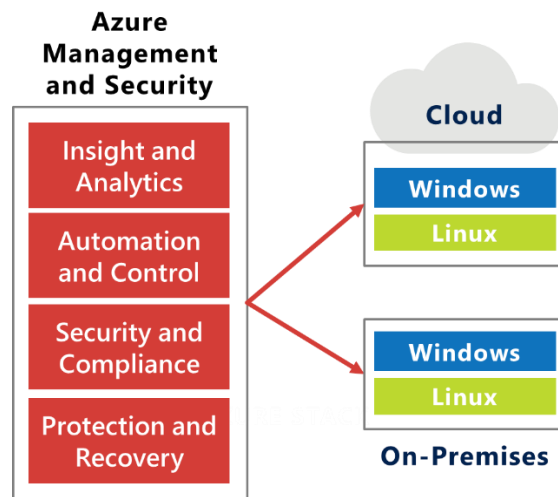 Azure
Management
and Security
Insight and
Analytics
Automation
and Control
Security and
Compliance
Protection and
Recovery
Cloud
Windows
Linux
Windows
Linux
On-Premises